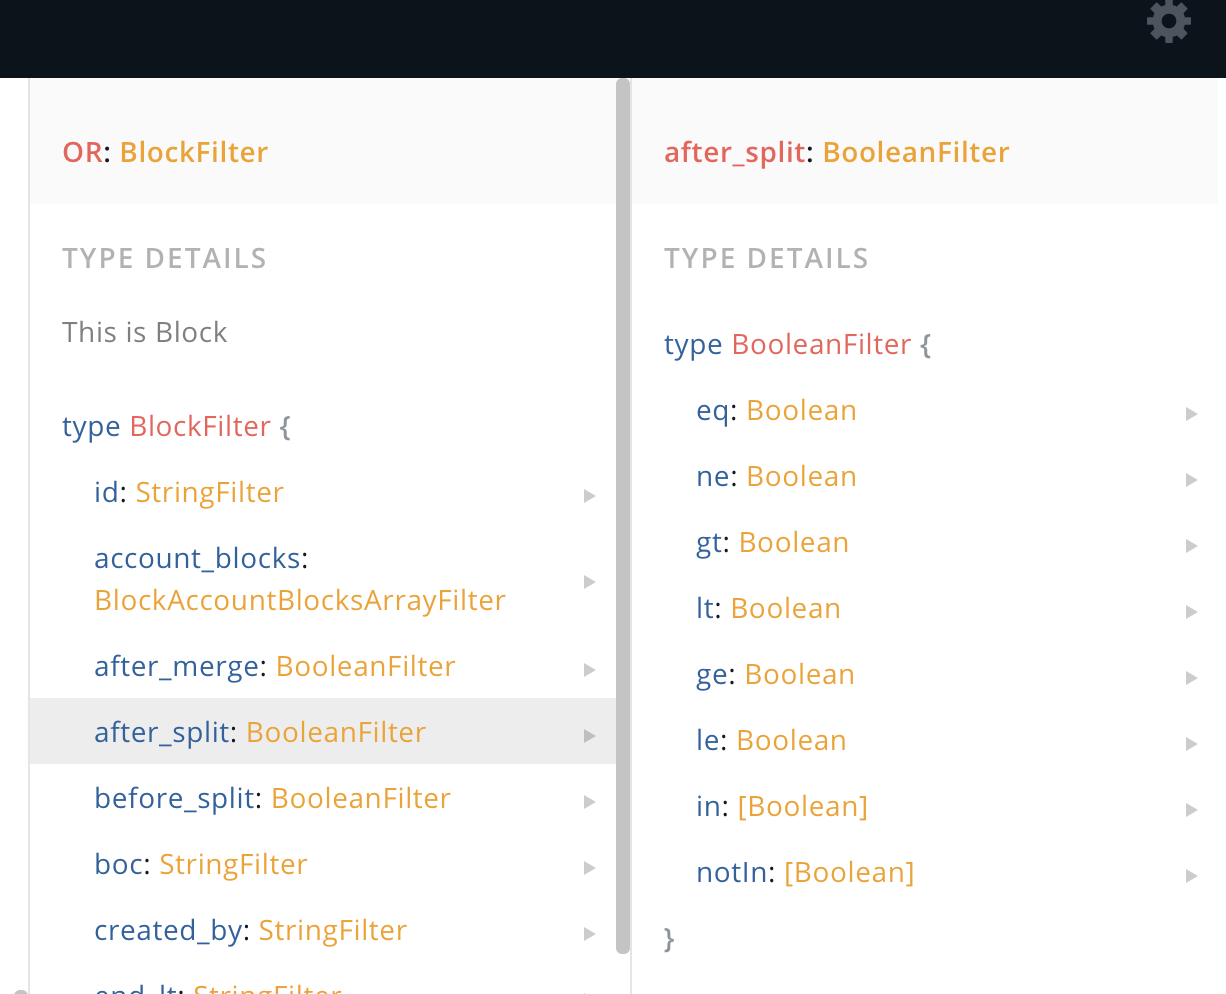 OR: BlockFilter
TYPE DETAILS
This is Block
type BlockFilter {
id: StringFilter
account_blocks:
BlockAccountBlocksArrayFilter
after_merge: BooleanFilter
after_split: BooleanFilter
before_split: BooleanFilter
boc: StringFilter
created_by: StringFilter
end_lt: StringFilter
after_split: BooleanFilter
TYPE DETAILS
type BooleanFilter {
eq: Boolean
ne: Boolean
gt: Boolean
lt: Boolean
ge: Boolean
le: Boolean
in: [Boolean]
notIn: [Boolean]
}